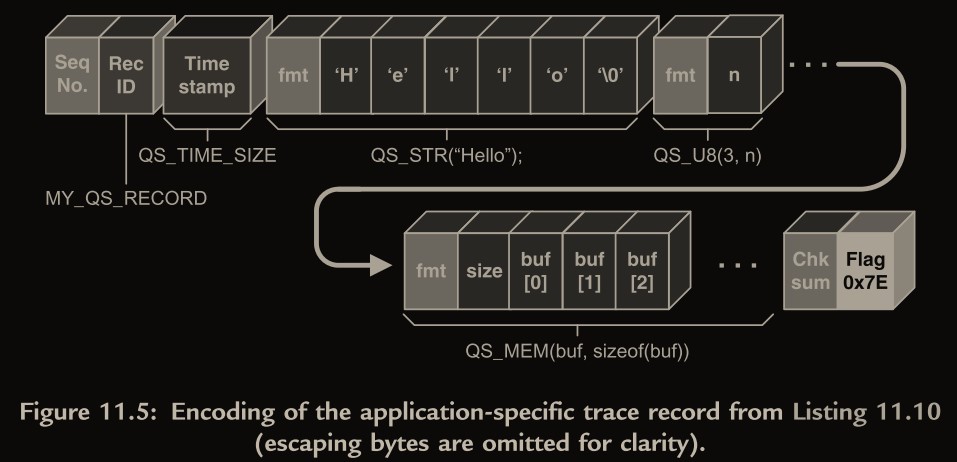 Seq No.
Rec ID
Time stamp
fmt
‘H’
‘e’
‘l’
‘l’
‘o’
‘\0’
fmt
n
. . .
QS_TIME_SIZE
QS_STR(“Hello”);
QS_U8(3, n)
MY_QS_RECORD
fmt
size
buf [0]
buf [1]
buf [2]
. . .
Chk sum
Flag 0x7E
QS_MEM(buf, sizeof(buf))
Figure 11.5: Encoding of the application-specific trace record from Listing 11.10
(escaping bytes are omitted for clarity).